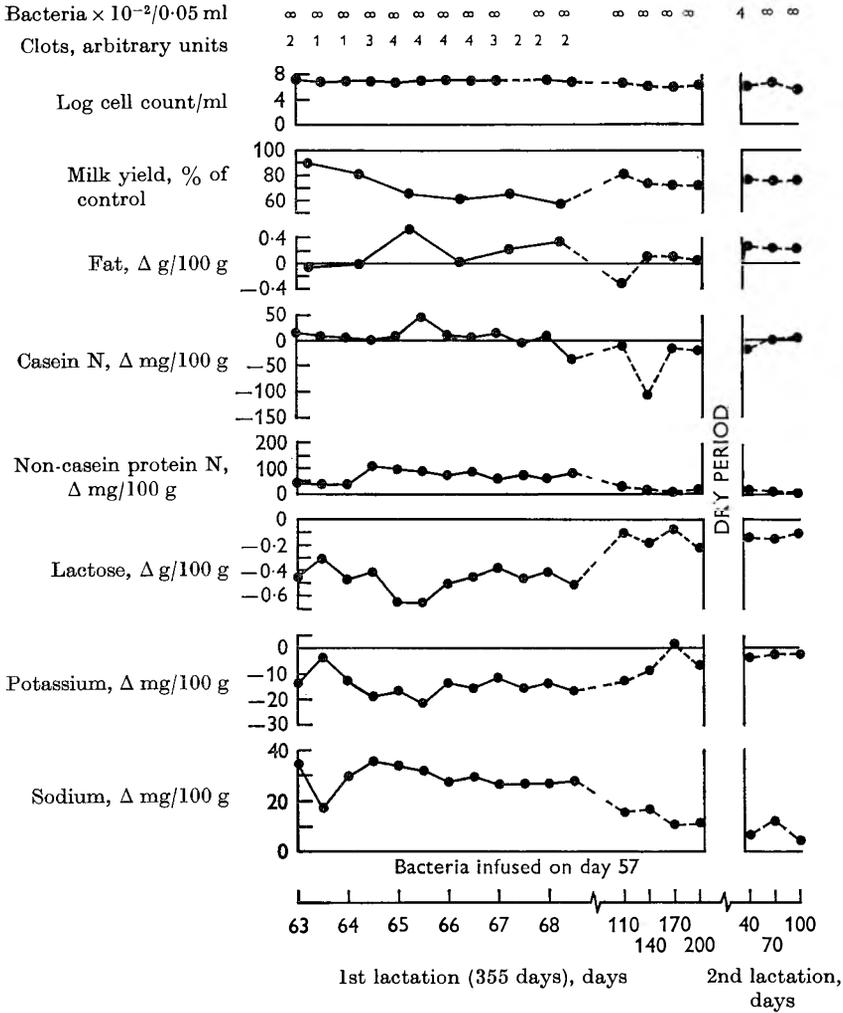 Bacteria × 10⁻²/0·05 ml ∞ ∞ ∞ ∞ ∞ ∞ ∞ ∞ ∞ ∞ ∞ ∞ ∞ ∞ ∞ 4 ∞ ∞
Clots, arbitrary units 2 1 1 3 4 4 4 4 3 2 2 2
Log cell count/ml
8
4
0
Milk yield, % of
control
100
80
60
Fat, Δ g/100 g
0·4
0
−0·4
Casein N, Δ mg/100 g
50
0
−50
−100
−150
Non-casein protein N,
Δ mg/100 g
200
100
0
Lactose, Δ g/100 g
0
−0·2
−0·4
−0·6
Potassium, Δ mg/100 g
0
−10
−20
−30
Sodium, Δ mg/100 g
40
20
0
DRY PERIOD
Bacteria infused on day 57
63 64 65 66 67 68 110 170 40 100
140 200 70
1st lactation (355 days), days
2nd lactation,
days